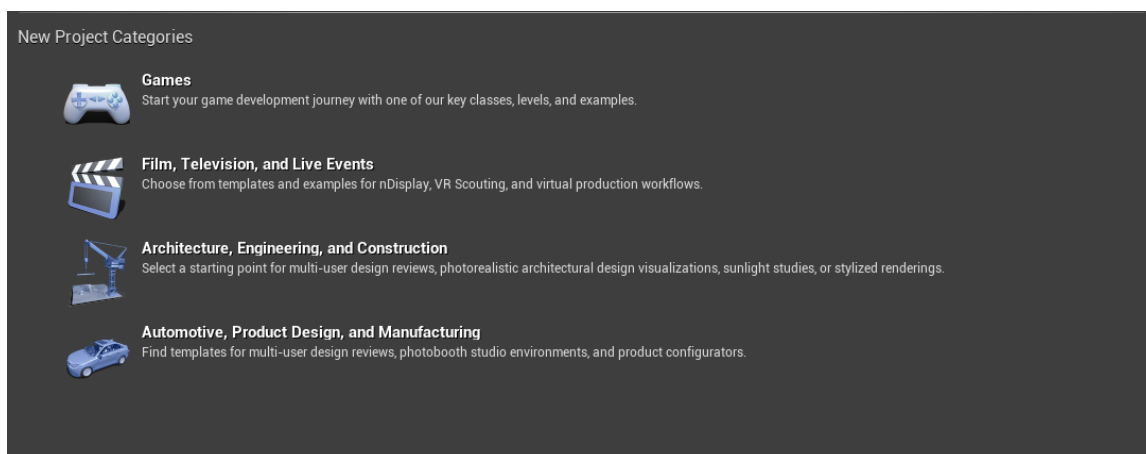 New Project Categories
Games
Start your game development journey with one of our key classes, levels, and examples.
Film, Television, and Live Events
Choose from templates and examples for nDisplay, VR Scouting, and virtual production workflows.
Architecture, Engineering, and Construction
Select a starting point for multi-user design reviews, photorealistic architectural design visualizations, sunlight studies, or stylized renderings.
Automotive, Product Design, and Manufacturing
Find templates for multi-user design reviews, photobooth studio environments, and product configurators.